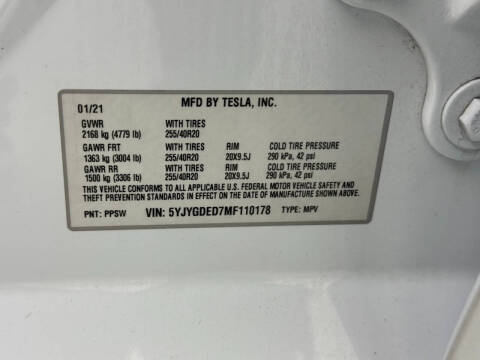 01/21 MFD BY TESLA, INC.
GVWR WITH TIRES
2168 kg (4779 lb) 255/40R20
GAWR FRT WITH TIRES RIM COLD TIRE PRESSURE
1363 kg (3004 lb) 255/40R20 20X9.5J 290 kPa, 42 psi
GAWR RR WITH TIRES RIM COLD TIRE PRESSURE
1500 kg (3306 lb) 255/40R20 20X9.5J 290 kPa, 42 psi
THIS VEHICLE CONFORMS TO ALL APPLICABLE U.S. FEDERAL MOTOR VEHICLE SAFETY AND
THEFT PREVENTION STANDARDS IN EFFECT ON THE DATE OF MANUFACTURE SHOWN ABOVE.
PNT: PPSW VIN: 5YJYGDED7MF110178 TYPE: MPV